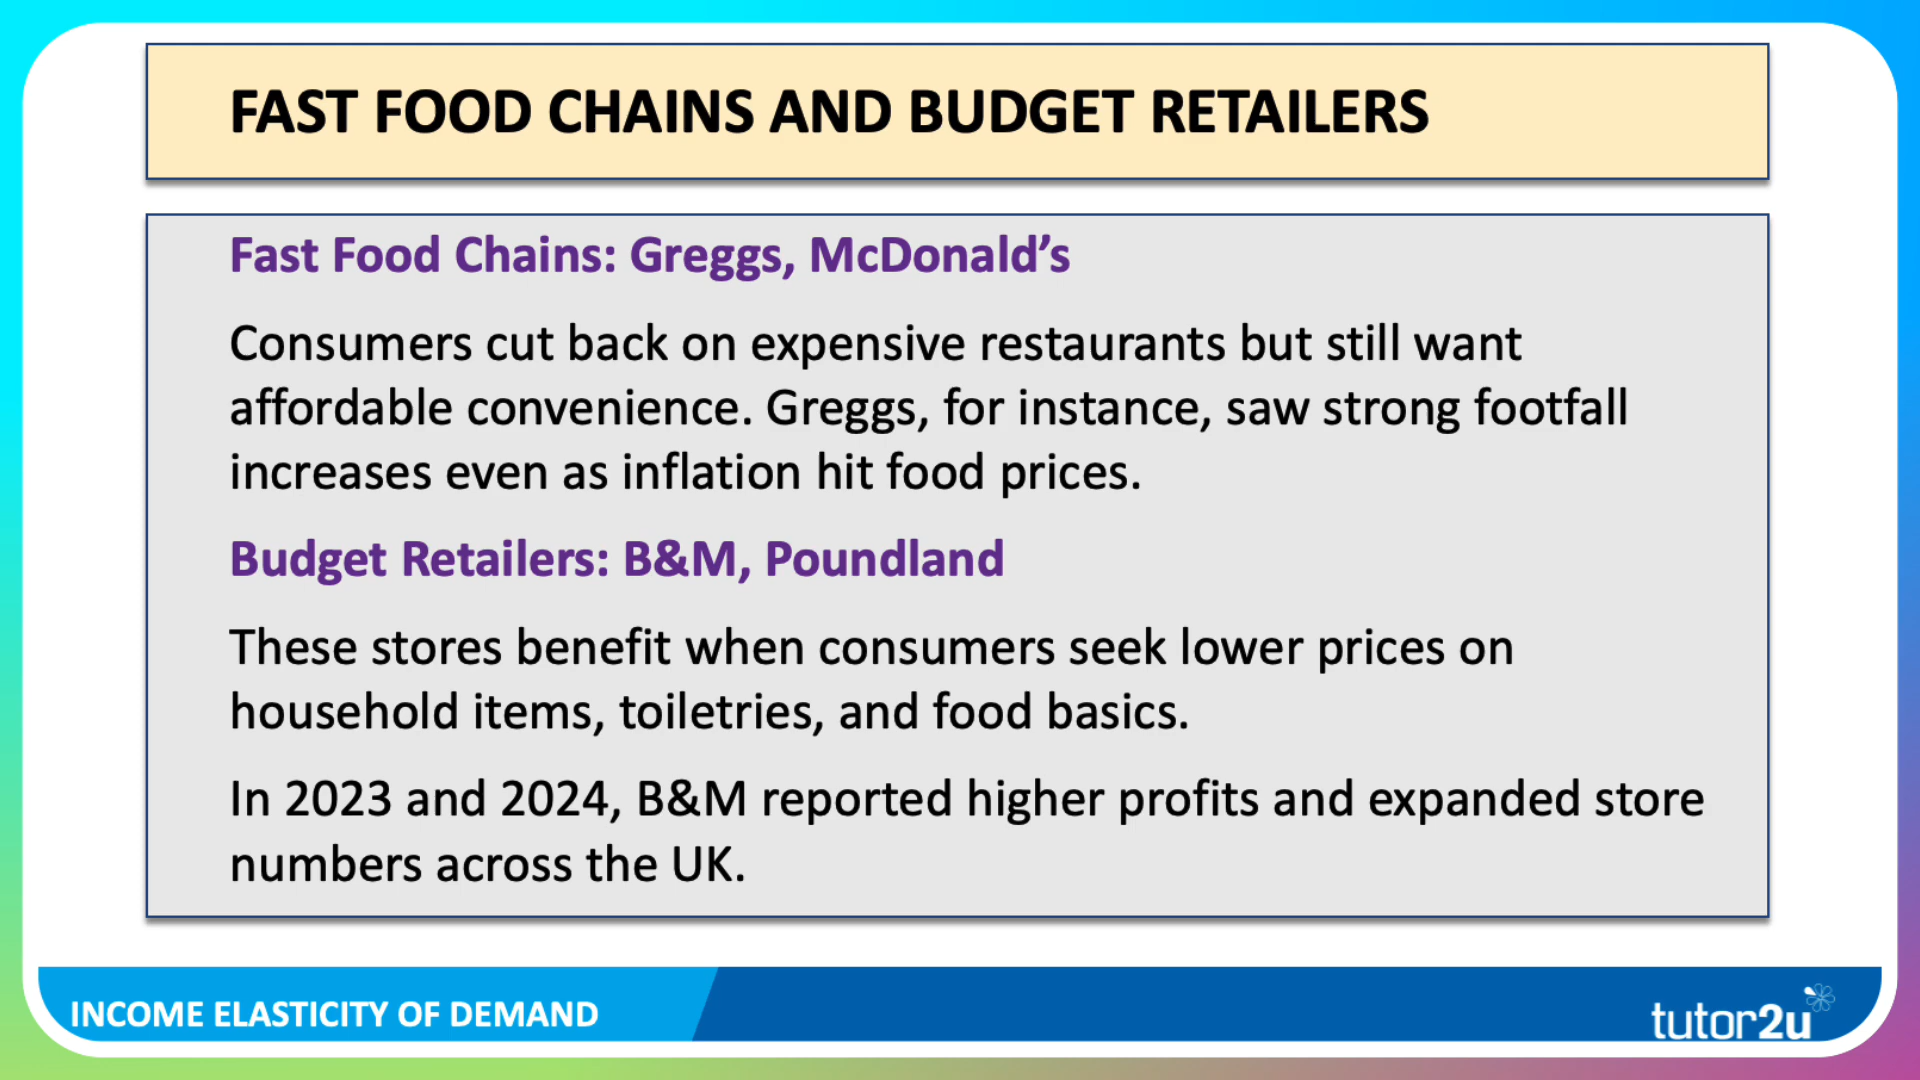 FAST FOOD CHAINS AND BUDGET RETAILERS
Fast Food Chains: Greggs, McDonald’s
Consumers cut back on expensive restaurants but still want
affordable convenience. Greggs, for instance, saw strong footfall
increases even as inflation hit food prices.
Budget Retailers: B&M, Poundland
These stores benefit when consumers seek lower prices on
household items, toiletries, and food basics.
In 2023 and 2024, B&M reported higher profits and expanded store
numbers across the UK.
INCOME ELASTICITY OF DEMAND
tutor2u